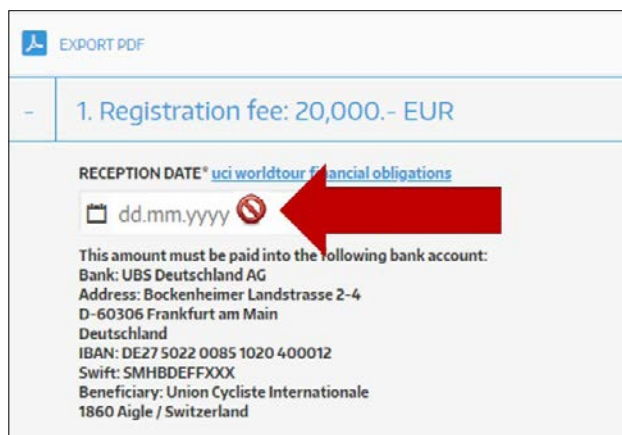 EXPORT PDF
- 1. Registration fee: 20,000.- EUR
RECEPTION DATE* uci worldtour financial obligations
dd.mm.yyyy
This amount must be paid into the following bank account:
Bank: UBS Deutschland AG
Address: Bockenheimer Landstrasse 2-4
D-60306 Frankfurt am Main
Deutschland
IBAN: DE27 5022 0085 1020 400012
Swift: SMHBDEFFXXX
Beneficiary: Union Cycliste Internationale
1860 Aigle / Switzerland